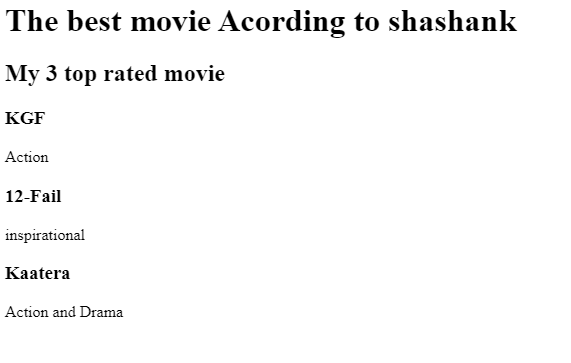 The best movie Acording to shashank
My 3 top rated movie
KGF
Action
12-Fail
inspirational
Kaatera
Action and Drama